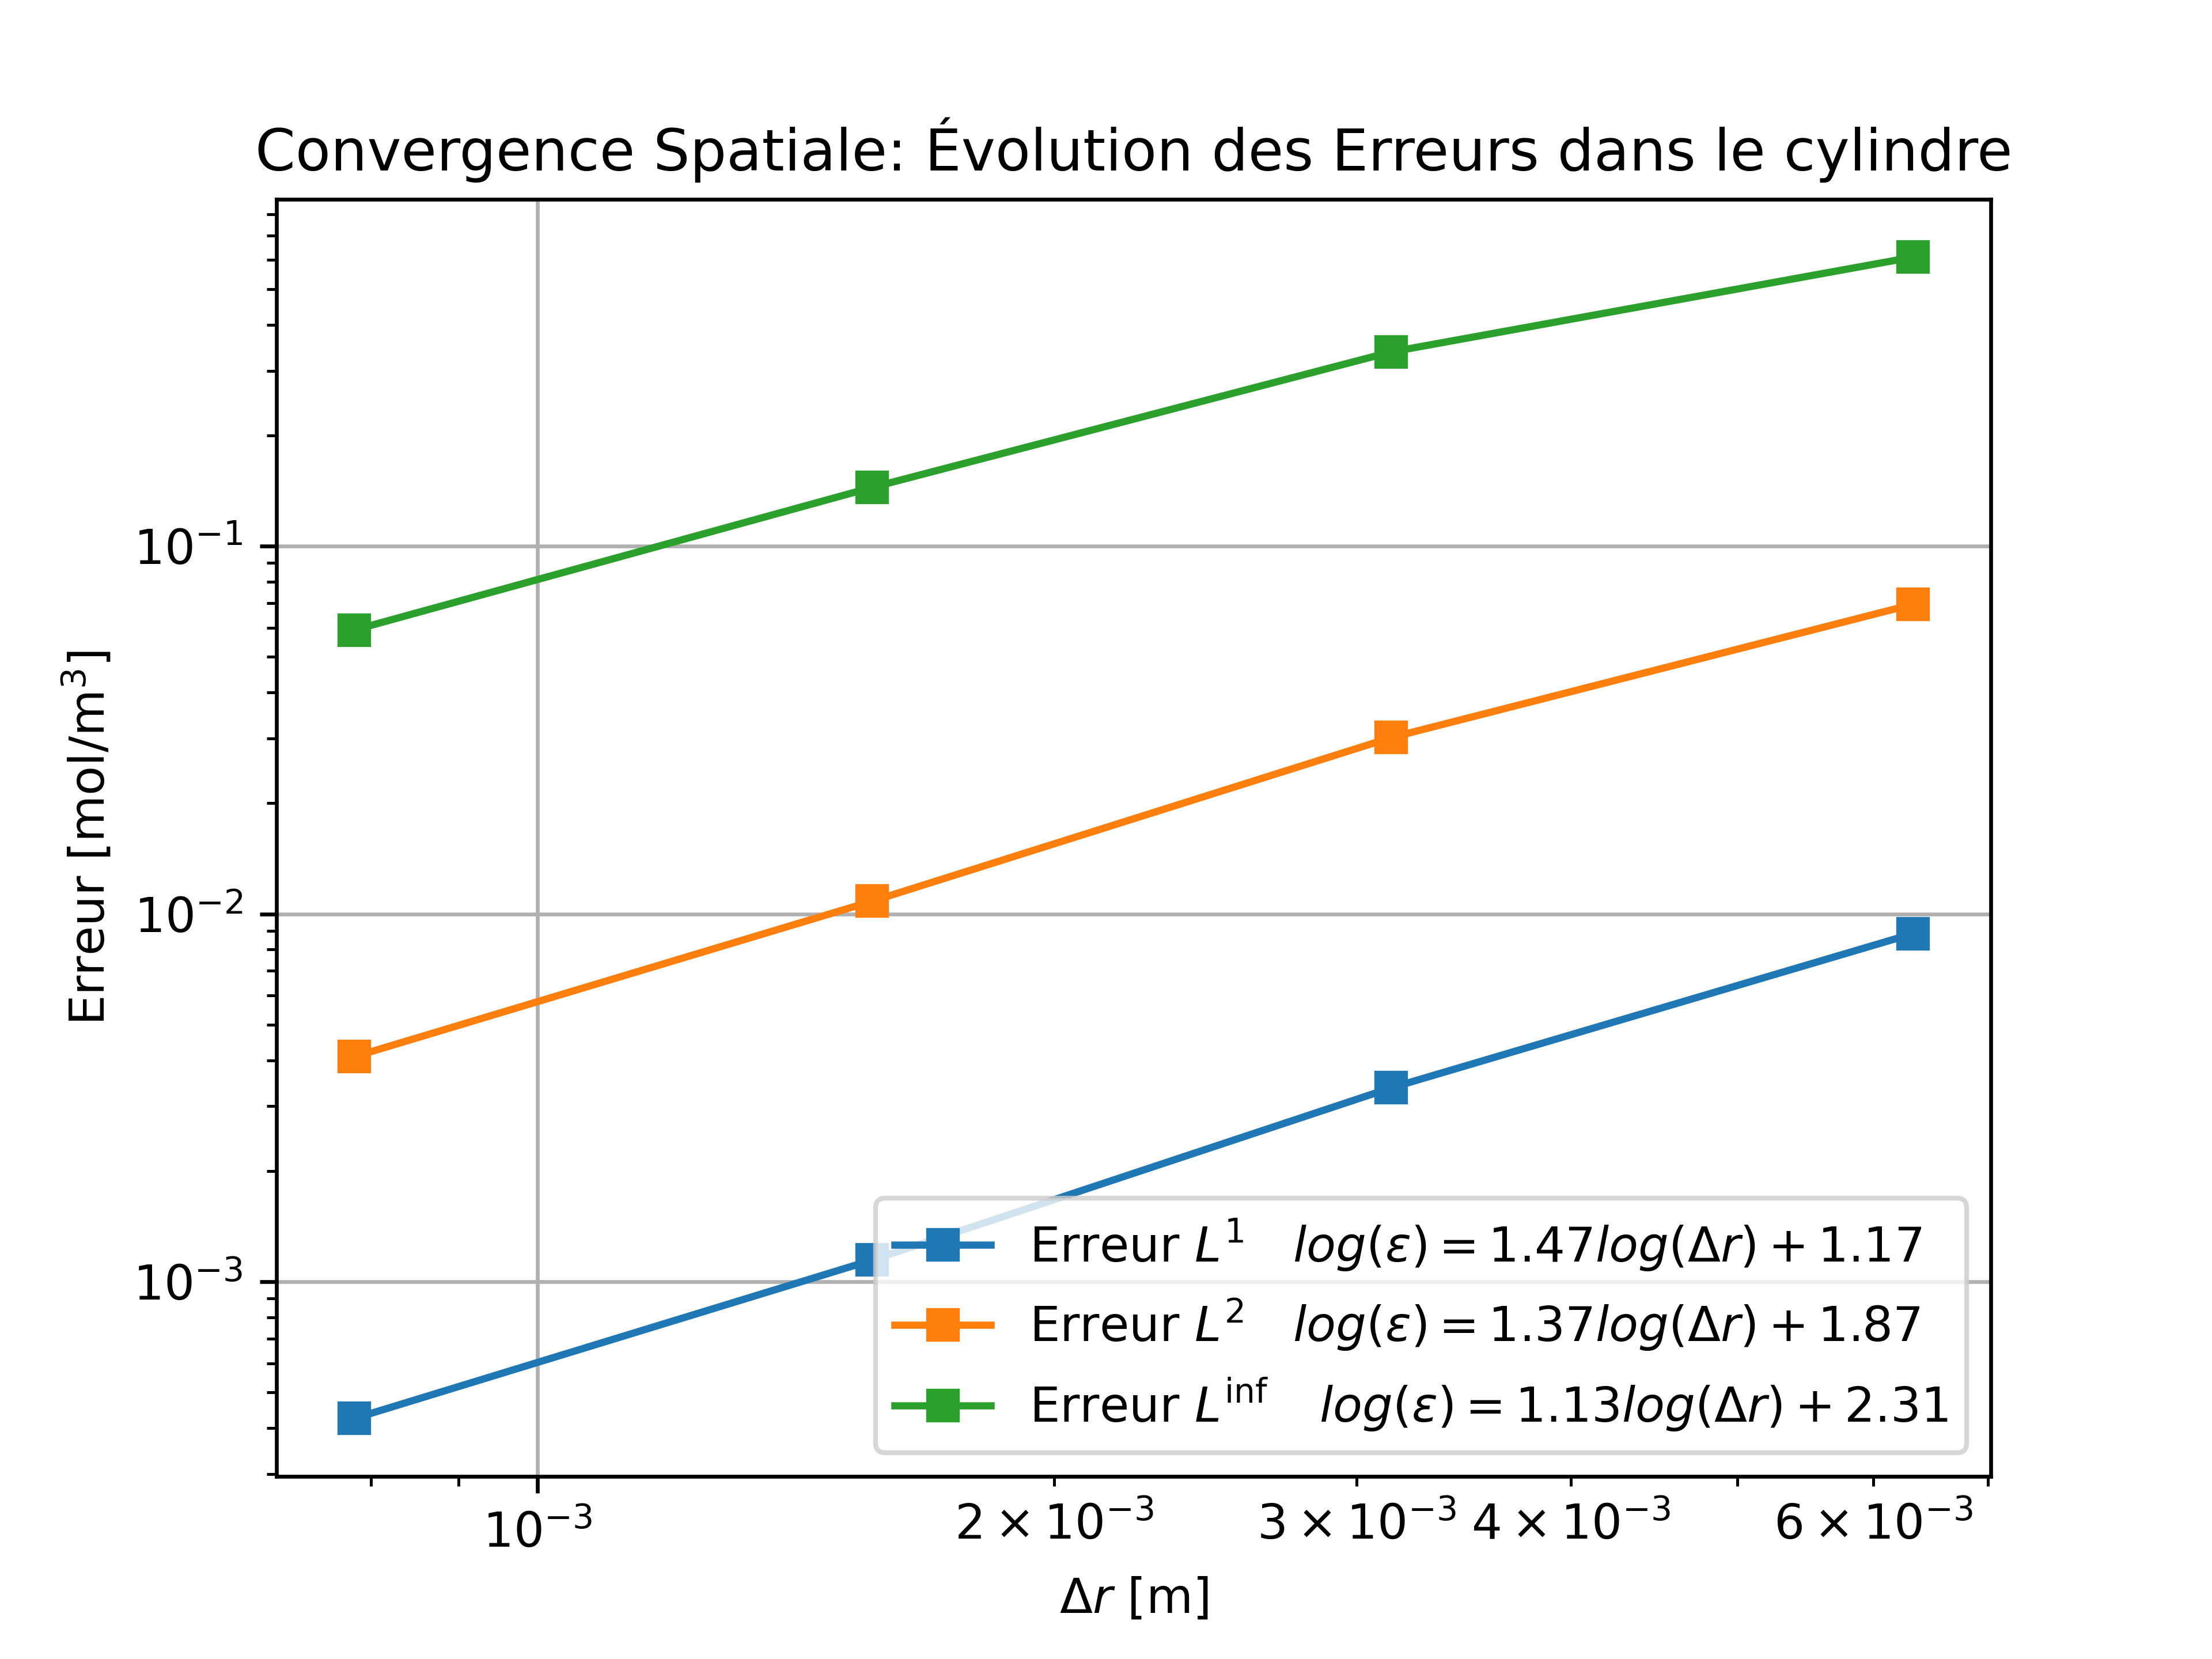 Convergence Spatiale: Évolution des Erreurs dans le cylindre
Erreur [mol/m³]
10⁻¹
10⁻²
10⁻³
Erreur L¹ log(ε) = 1.47log(Δr) + 1.17
Erreur L² log(ε) = 1.37log(Δr) + 1.87
Erreur L^inf log(ε) = 1.13log(Δr) + 2.31
10⁻³ 2 × 10⁻³ 3 × 10⁻³ 4 × 10⁻³ 6 × 10⁻³
Δr [m]